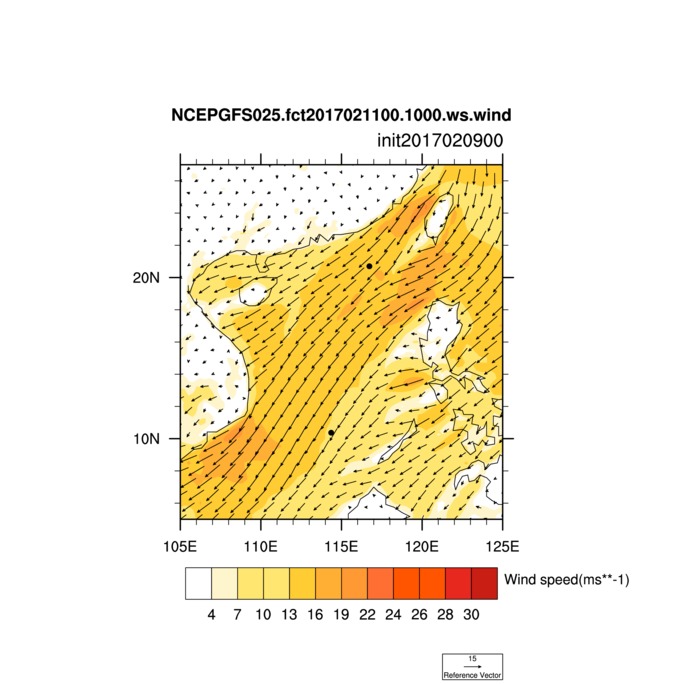 NCEPGFS025.fct2017021100.1000.ws.wind
init2017020900
20N
10N
105E 110E 115E 120E 125E
Wind speed(ms**-1)
4 7 10 13 16 19 22 24 26 28 30
15
Reference Vector